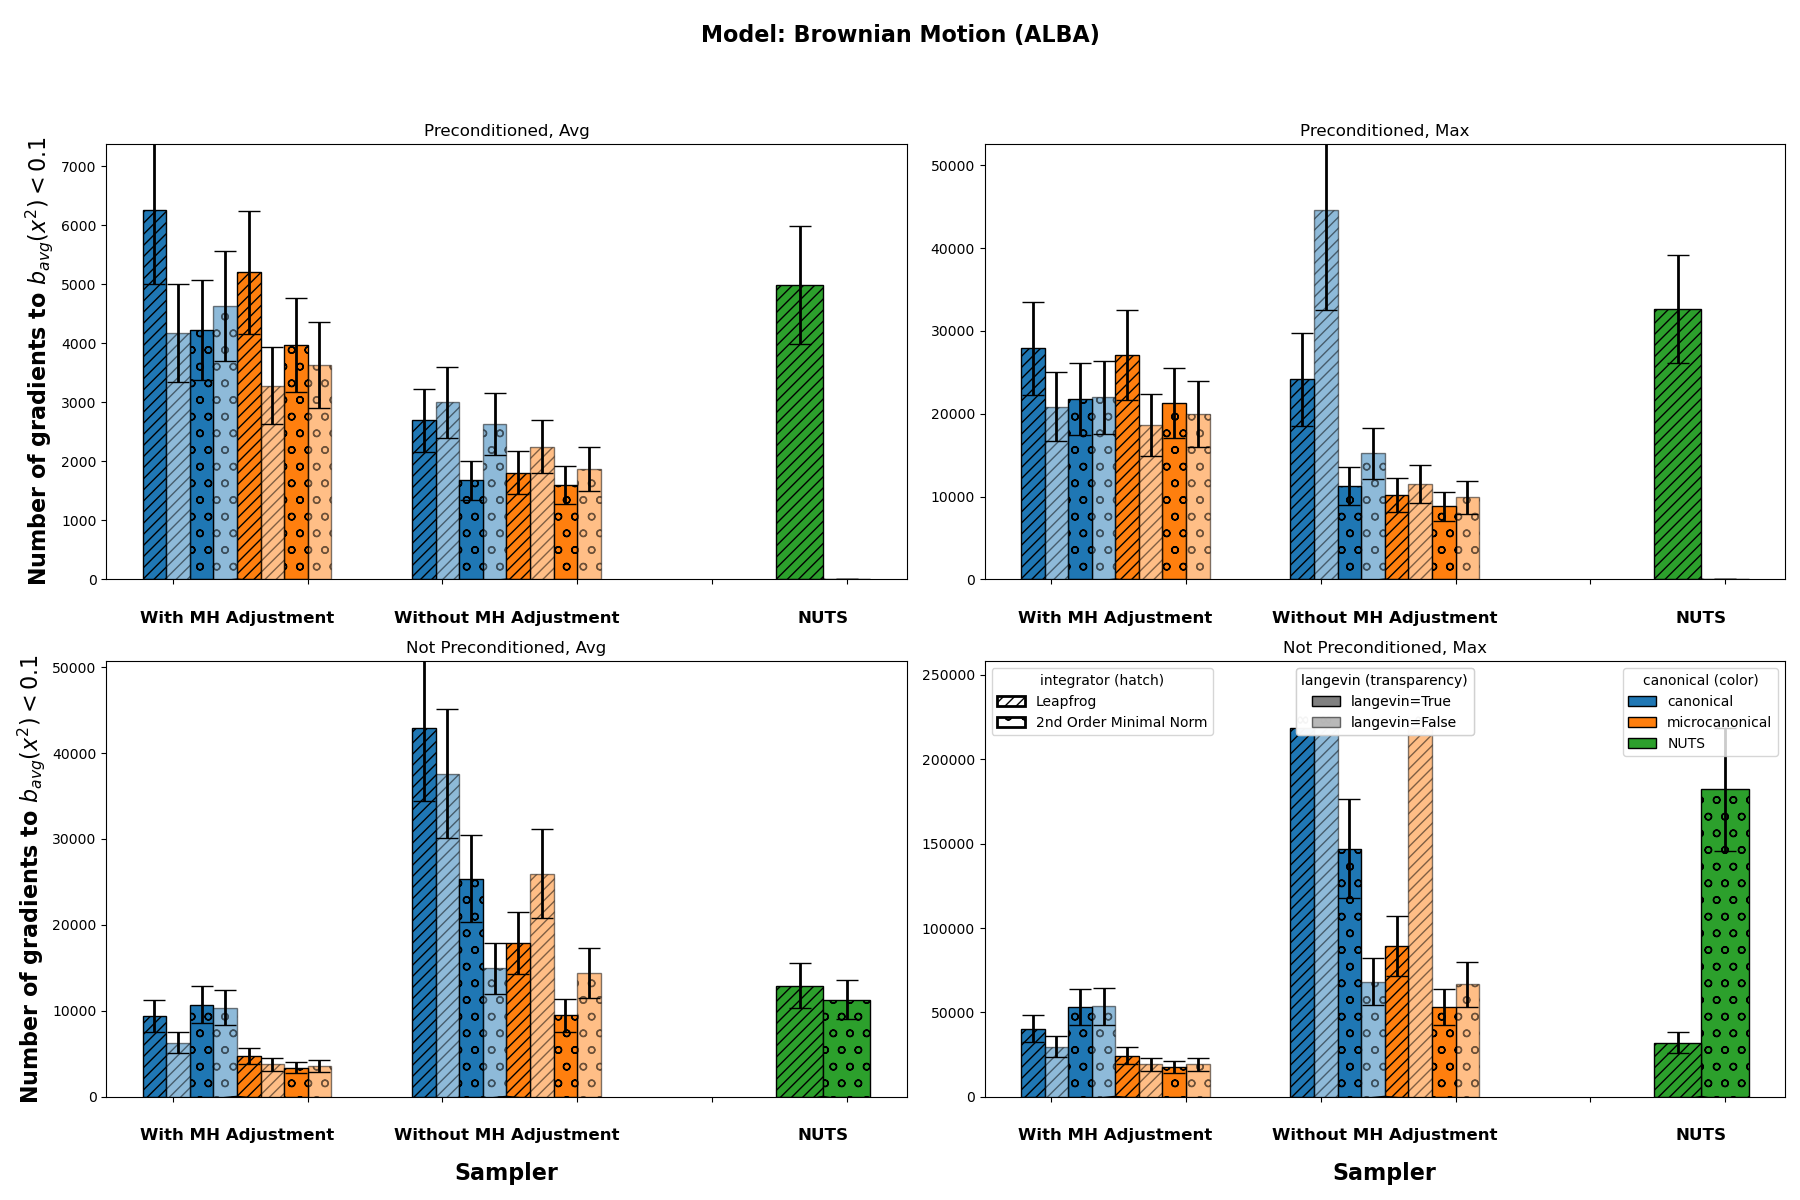 Model: Brownian Motion (ALBA)
Preconditioned, Avg
Number of gradients to b_{avg}(x^2) < 0.1
7000
6000
5000
4000
3000
2000
1000
0
With MH Adjustment
Without MH Adjustment
NUTS
Preconditioned, Max
50000
40000
30000
20000
10000
0
With MH Adjustment
Without MH Adjustment
NUTS
Not Preconditioned, Avg
Number of gradients to b_{avg}(x^2) < 0.1
50000
40000
30000
20000
10000
0
With MH Adjustment
Without MH Adjustment
NUTS
Sampler
Not Preconditioned, Max
250000
200000
150000
100000
50000
0
integrator (hatch)
Leapfrog
2nd Order Minimal Norm
langevin (transparency)
langevin=True
langevin=False
canonical (color)
canonical
microcanonical
NUTS
With MH Adjustment
Without MH Adjustment
NUTS
Sampler